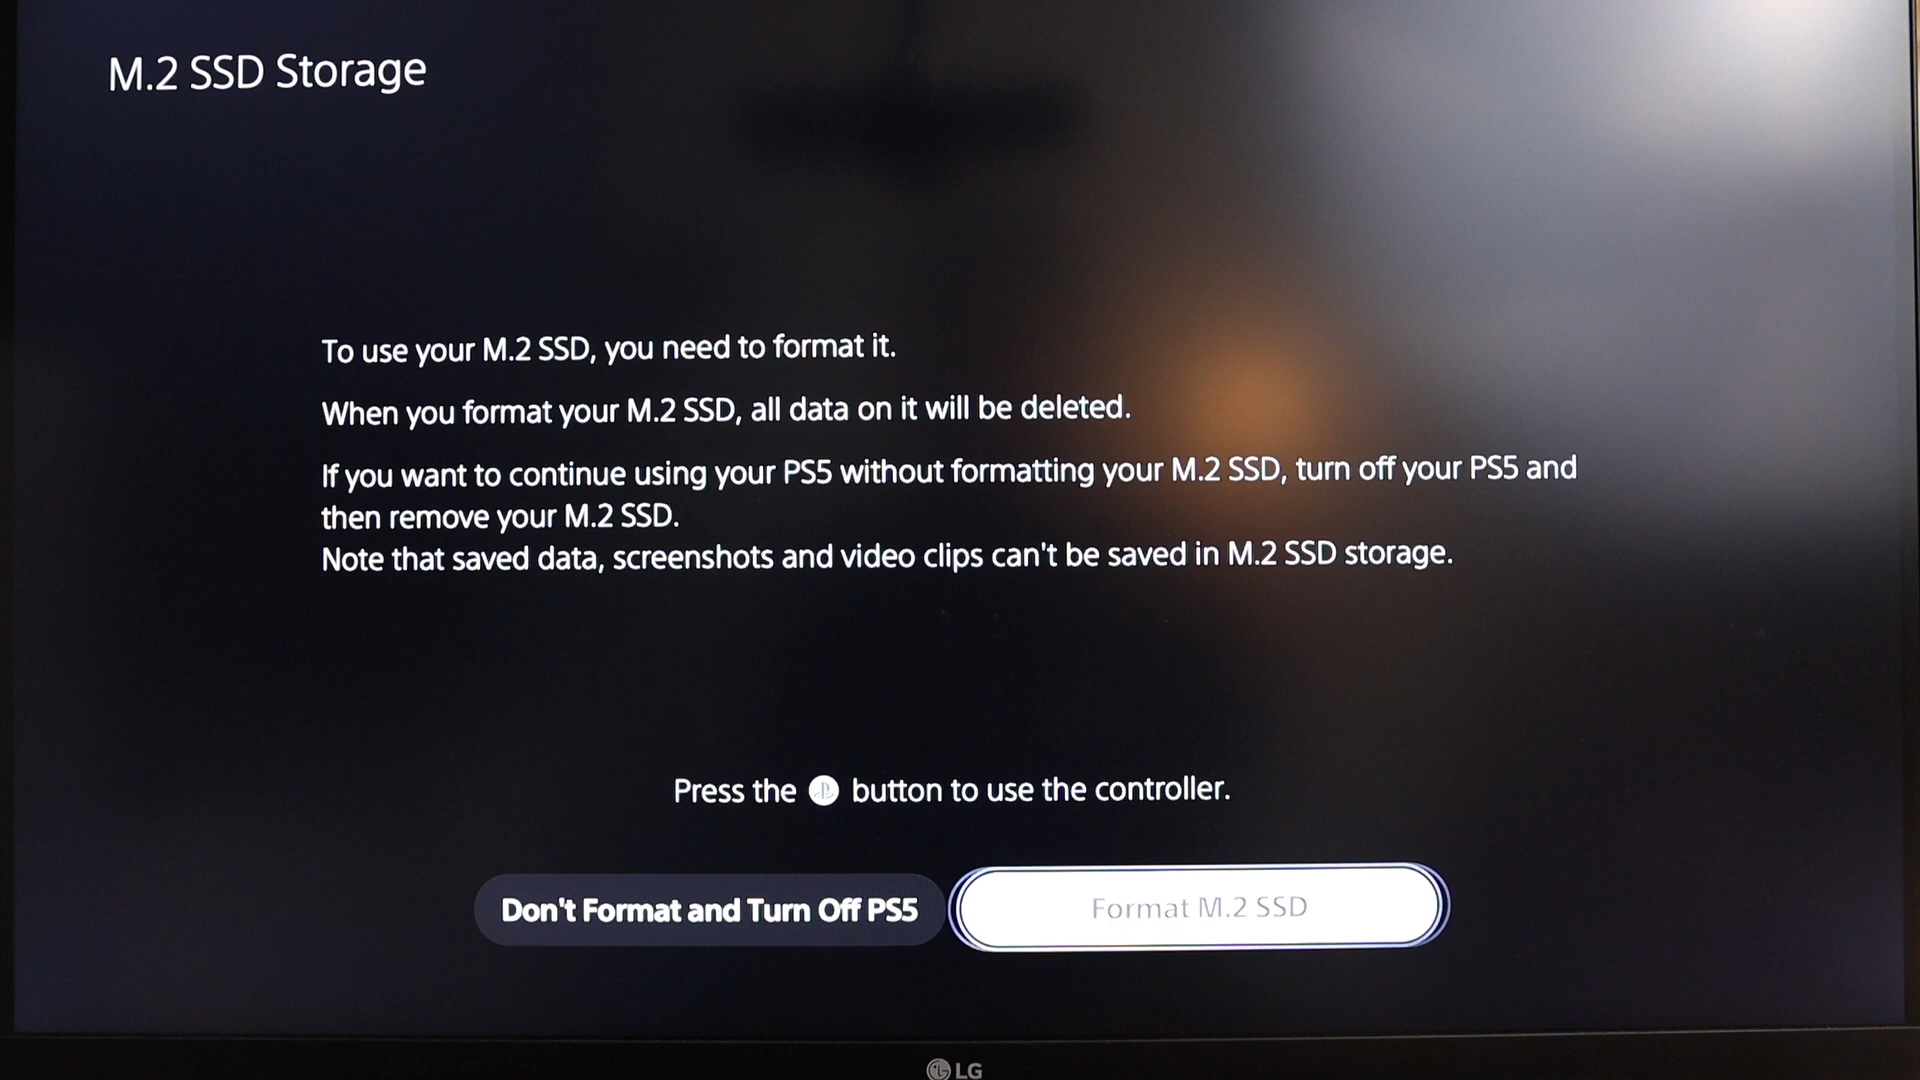 M.2 SSD Storage
To use your M.2 SSD, you need to format it.
When you format your M.2 SSD, all data on it will be deleted.
If you want to continue using your PS5 without formatting your M.2 SSD, turn off your PS5 and
then remove your M.2 SSD.
Note that saved data, screenshots and video clips can't be saved in M.2 SSD storage.
Press the button to use the controller.
Don't Format and Turn Off PS5
Format M.2 SSD
LG